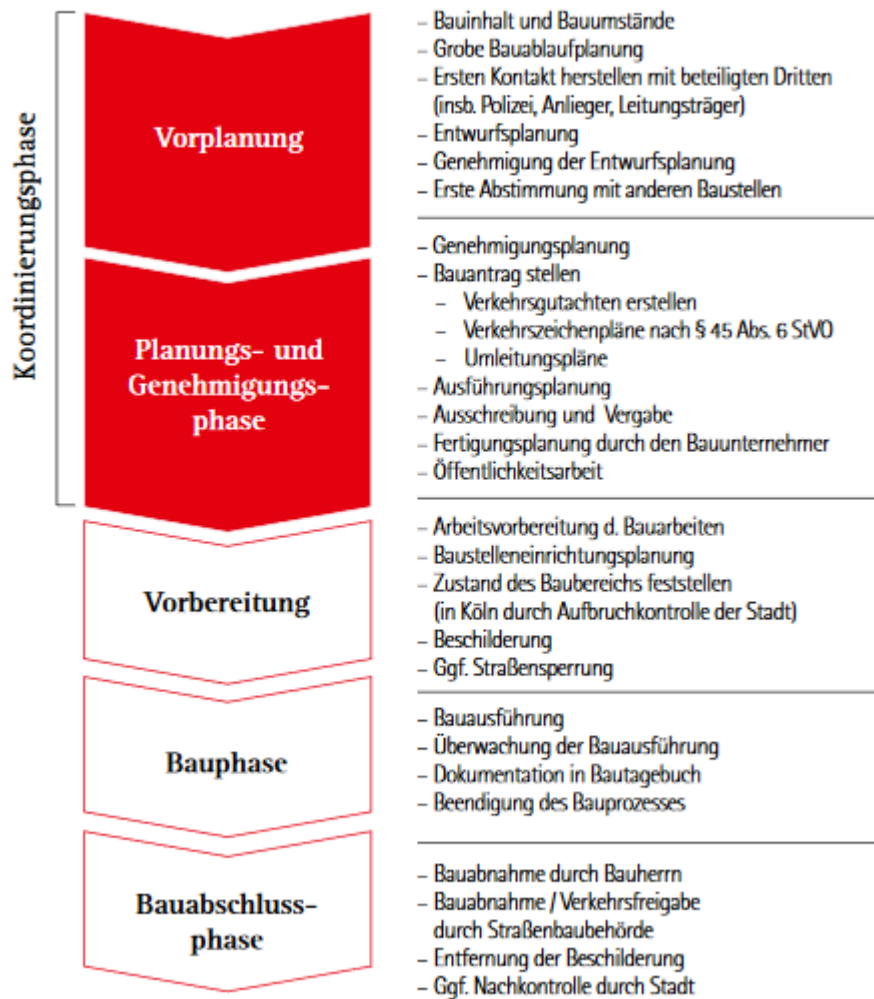 Koordinierungsphase
Vorplanung
– Bauinhalt und Bauumstände
– Grobe Bauablaufplanung
– Ersten Kontakt herstellen mit beteiligten Dritten
(insb. Polizei, Anlieger, Leitungsträger)
– Entwurfsplanung
– Genehmigung der Entwurfsplanung
– Erste Abstimmung mit anderen Baustellen
Planungs- und
Genehmigungs-
phase
– Genehmigungsplanung
– Bauantrag stellen
– Verkehrsgutachten erstellen
– Verkehrszeichenpläne nach § 45 Abs. 6 StVO
– Umleitungspläne
– Ausführungsplanung
– Ausschreibung und Vergabe
– Fertigungsplanung durch den Bauunternehmer
– Öffentlichkeitsarbeit
Vorbereitung
– Arbeitsvorbereitung d. Bauarbeiten
– Baustelleneinrichtungsplanung
– Zustand des Baubereichs feststellen
(in Köln durch Aufbruchkontrolle der Stadt)
– Beschilderung
– Ggf. Straßensperrung
Bauphase
– Bauausführung
– Überwachung der Bauausführung
– Dokumentation in Bautagebuch
– Beendigung des Bauprozesses
Bauabschluss-
phase
– Bauabnahme durch Bauherrn
– Bauabnahme / Verkehrsfreigabe
durch Straßenbaubehörde
– Entfernung der Beschilderung
– Ggf. Nachkontrolle durch Stadt